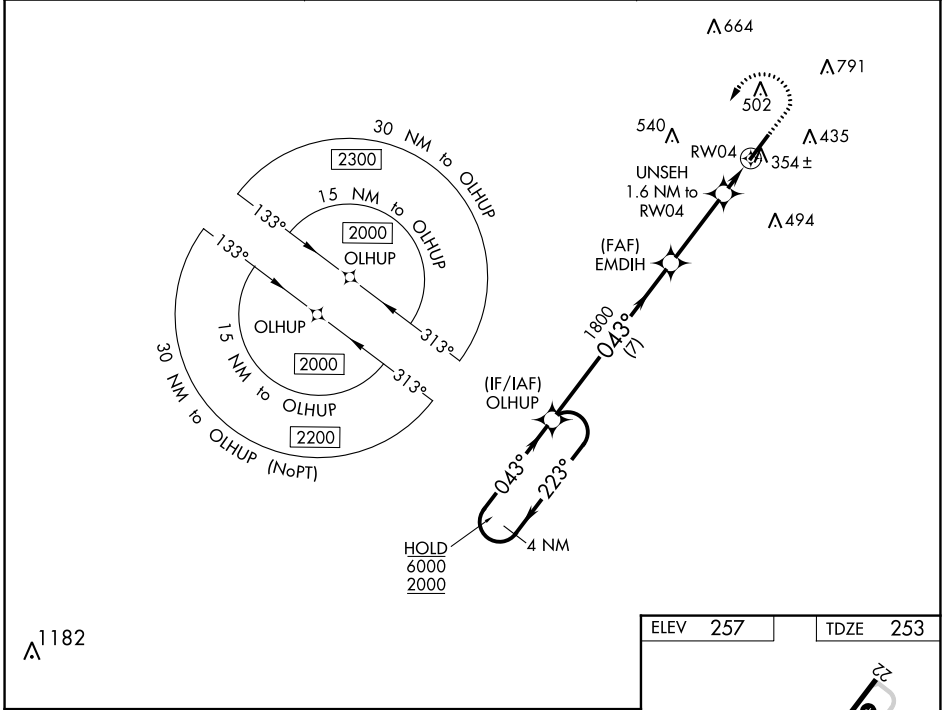 664
791
502
540
435
RW04
354 ±
UNSEH
1.6 NM to
RW04
494
(FAF)
EMDIH
30 NM to OLHUP
2300
15 NM to OLHUP
2000
OLHUP
133°
313°
133°
OLHUP
313°
2000
15 NM to OLHUP
2200
30 NM to OLHUP (NoPT)
1800
043°
(7)
(IF/IAF)
OLHUP
043°
223°
HOLD
6000
2000
4 NM
1182
ELEV 257
TDZE 253
22